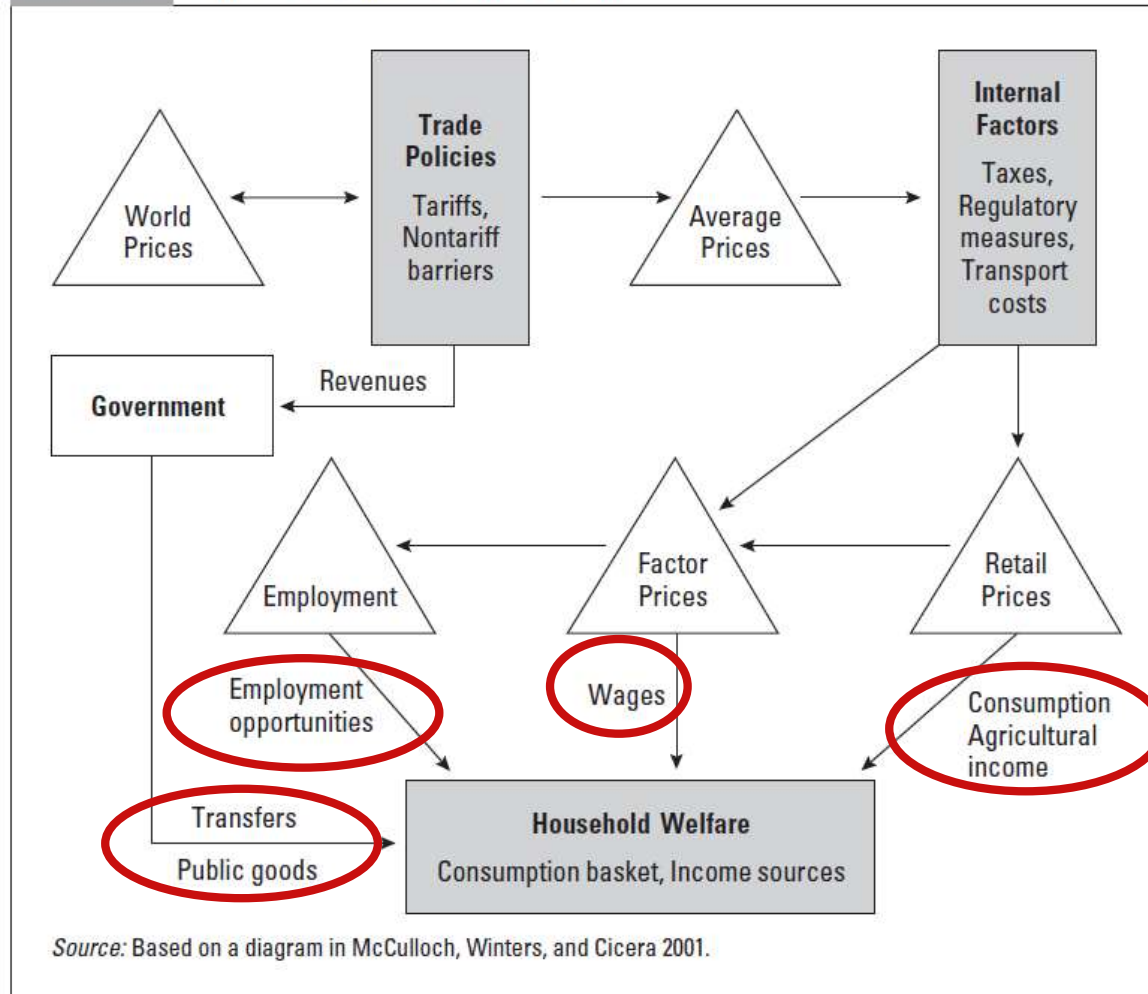 World
Prices
Trade
Policies
Tariffs,
Nontariff
barriers
Average
Prices
Internal
Factors
Taxes,
Regulatory
measures,
Transport
costs
Government
Revenues
Employment
Factor
Prices
Retail
Prices
Employment
opportunities
Wages
Consumption
Agricultural
income
Transfers
Public goods
Household Welfare
Consumption basket, Income sources
Source: Based on a diagram in McCulloch, Winters, and Cicera 2001.